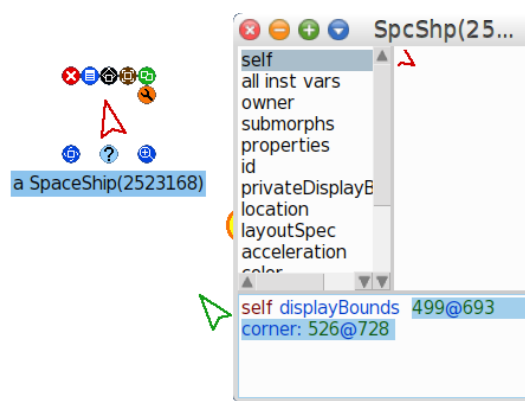 SpcShp(25...
self
all inst vars
owner
submorphs
properties
id
privateDisplayB
location
layoutSpec
acceleration
color
?
a SpaceShip(2523168)
self displayBounds 499@693
corner: 526@728